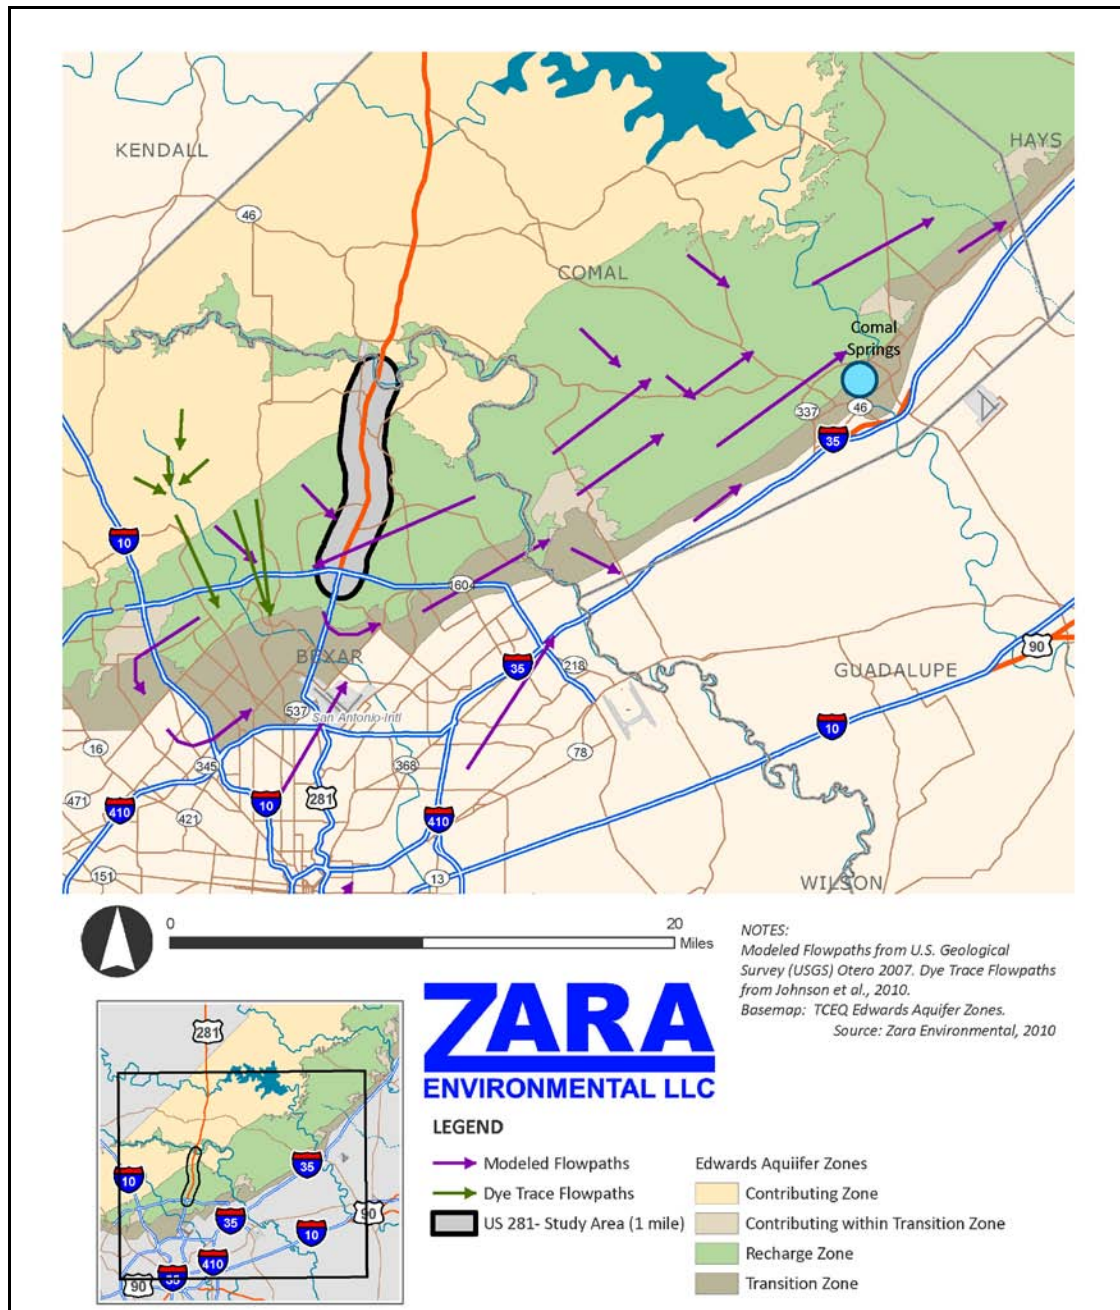 KENDALL
HAYS
46
COMAL
Comal
Springs
337
46
35
10
1604
BEXAR
35
218
90
GUADALUPE
537
San Antonio Intl
16
10
345
368
78
471
410
421
10
281
410
151
13
WILSON
0
20
Miles
NOTES:
Modeled Flowpaths from U.S. Geological
Survey (USGS) Otero 2007. Dye Trace Flowpaths
from Johnson et al., 2010.
Basemap: TCEQ Edwards Aquifer Zones.
Source: Zara Environmental, 2010
ZARA
ENVIRONMENTAL LLC
281
10
35
35
90
10
410
90
35
LEGEND
Modeled Flowpaths
Dye Trace Flowpaths
US 281- Study Area (1 mile)
Edwards Aquiifer Zones
Contributing Zone
Contributing within Transition Zone
Recharge Zone
Transition Zone